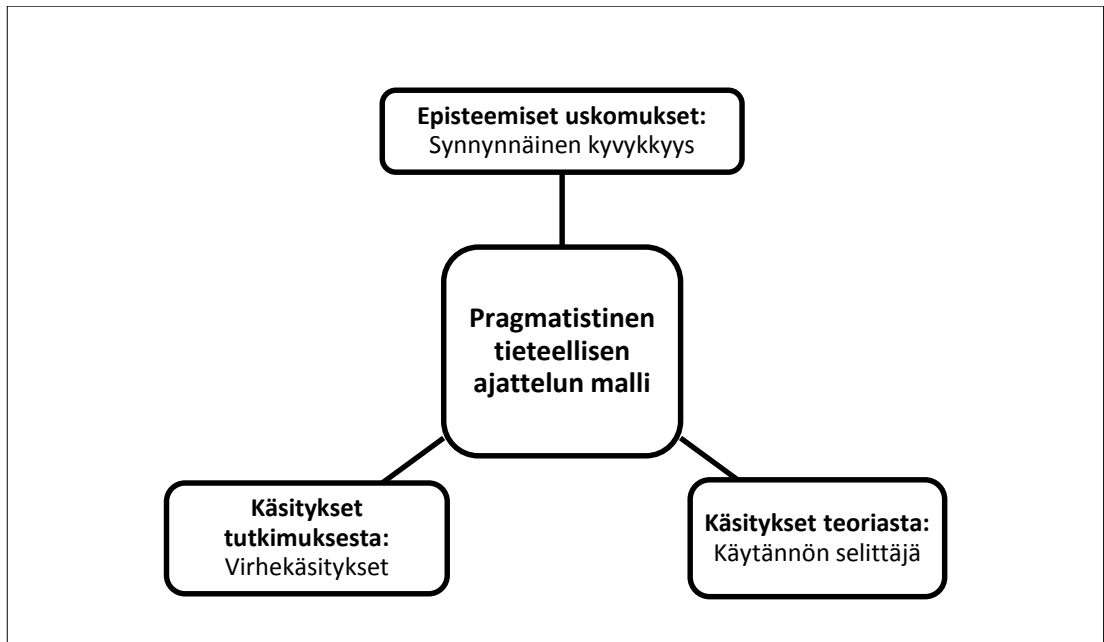 Episteemiset uskomukset:
Synnynnäinen kyvykkyys
Pragmatistinen
tieteellisen
ajattelun malli
Käsitykset
tutkimuksesta:
Virhekäsitykset
Käsitykset teoriasta:
Käytännön selittäjä